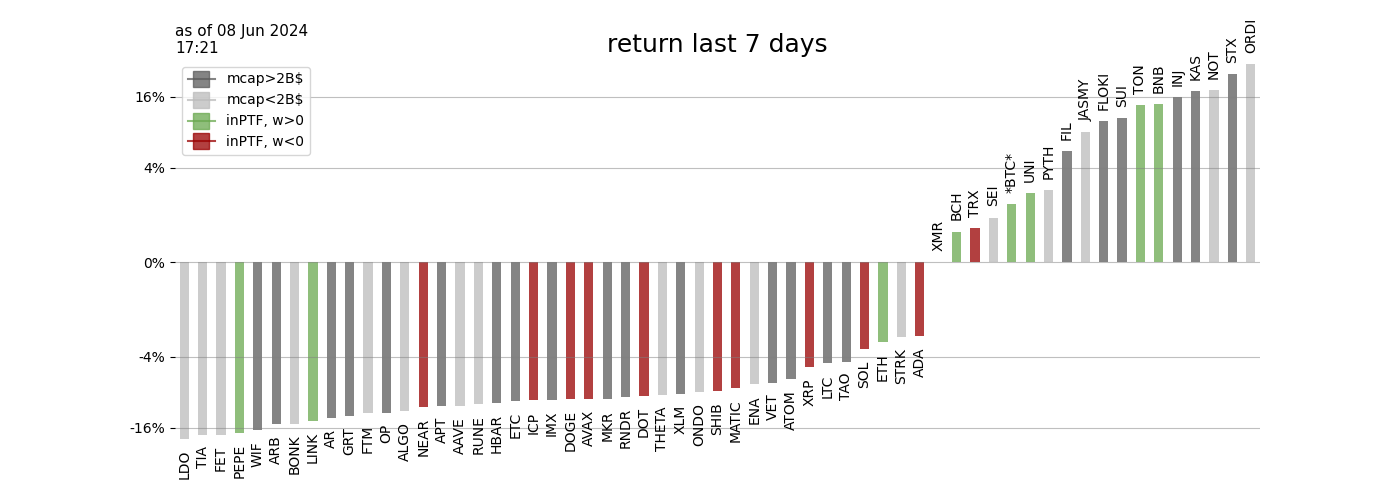 as of 08 Jun 2024
17:21
return last 7 days
mcap>2B$
mcap<2B$
inPTF, w>0
inPTF, w<0
16%
4%
0%
-4%
-16%
LDO
TIA
FET
PEPE
WIF
ARB
BONK
LINK
AR
GRT
FTM
OP
ALGO
NEAR
APT
AAVE
RUNE
HBAR
ETC
ICP
IMX
DOGE
AVAX
MKR
RNDR
DOT
THETA
XLM
ONDO
SHIB
MATIC
ENA
VET
ATOM
XRP
LTC
TAO
SOL
ETH
STRK
ADA
XMR
BCH
TRX
SEI
*BTC*
UNI
PYTH
FIL
JASMY
FLOKI
SUI
TON
BNB
INJ
KAS
NOT
STX
ORDI